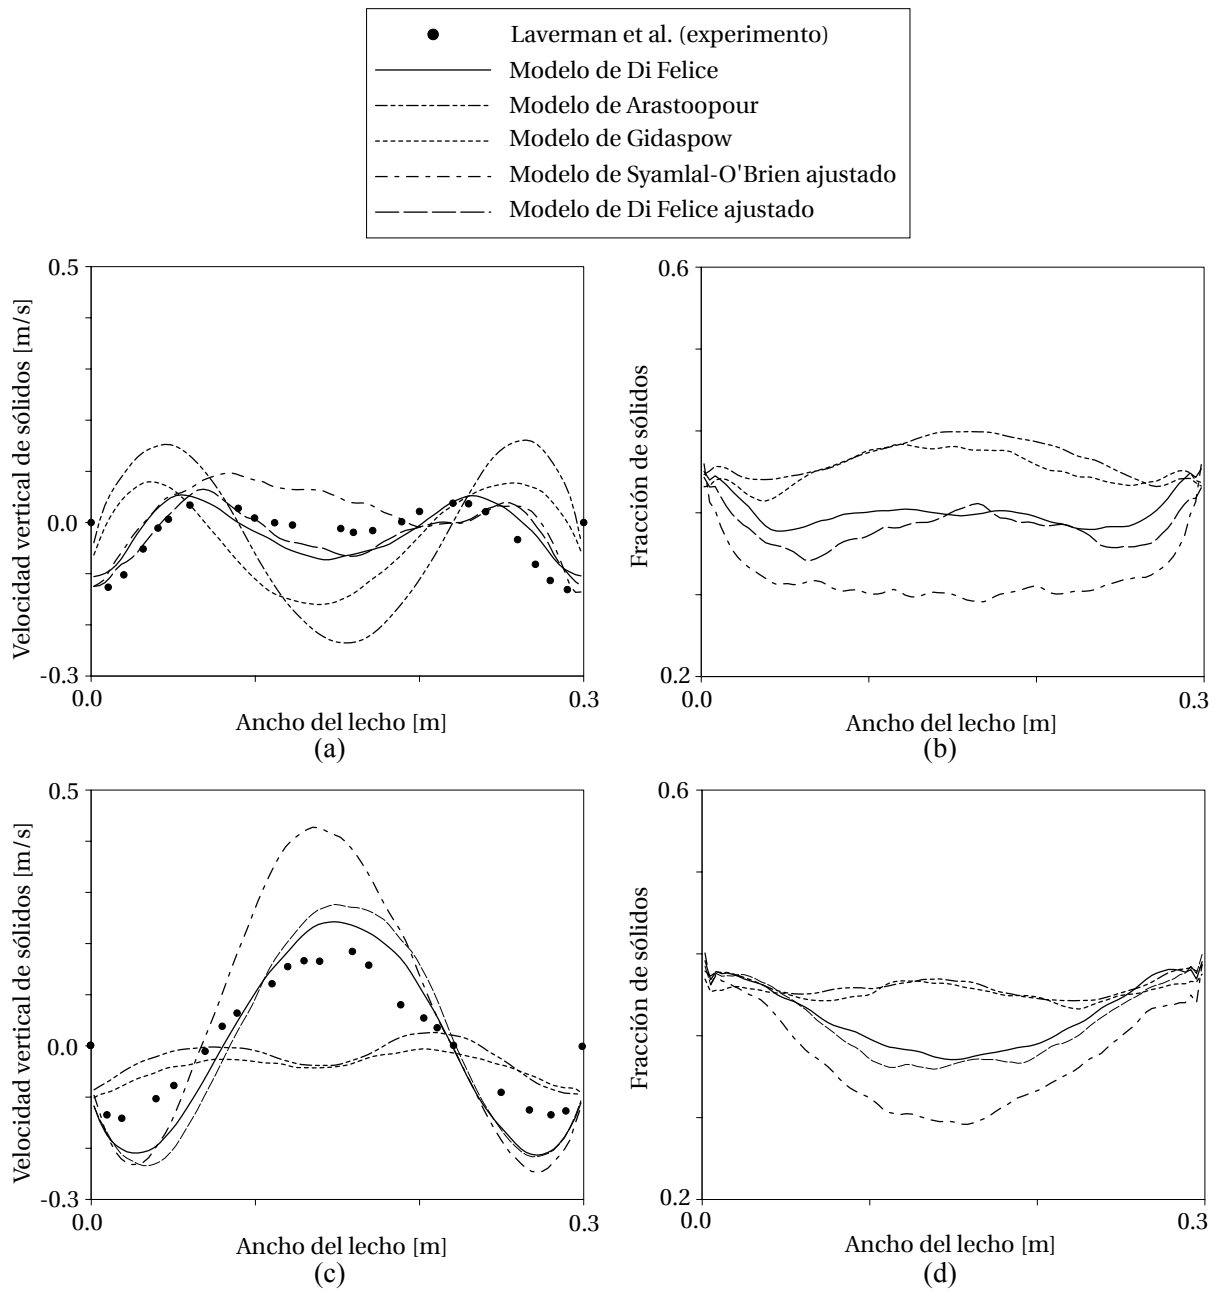 Laverman et al. (experimento)
Modelo de Di Felice
Modelo de Arastoopour
Modelo de Gidaspow
Modelo de Syamlal-O'Brien ajustado
Modelo de Di Felice ajustado
0.5
0.0
-0.3
0.0
0.3
Velocidad vertical de sólidos [m/s]
Ancho del lecho [m]
(a)
0.6
0.2
0.0
0.3
Fracción de sólidos
Ancho del lecho [m]
(b)
0.5
0.0
-0.3
0.0
0.3
Velocidad vértical de sólidos [m/s]
Ancho del lecho [m]
(c)
0.6
0.2
0.0
0.3
Fracción de sólidos
Ancho del lecho [m]
(d)